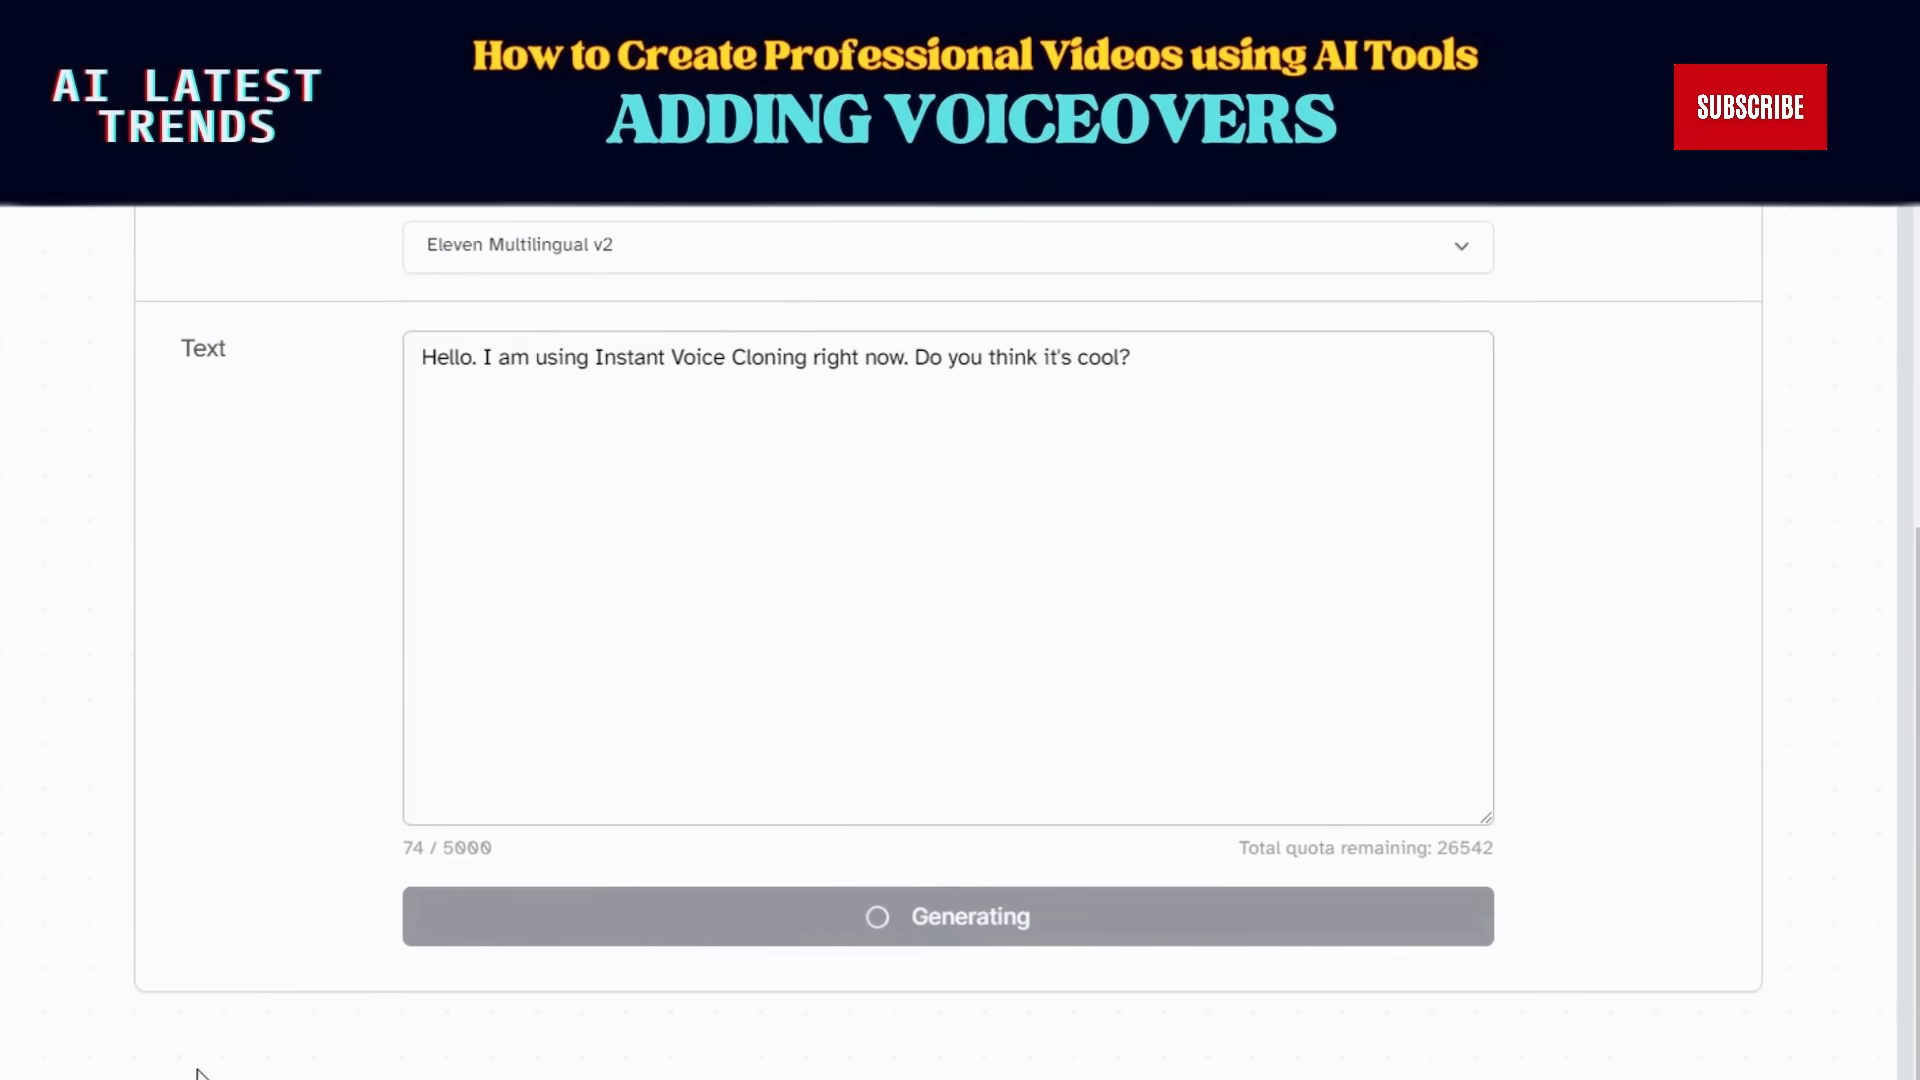 AI LATEST
TRENDS
How to Create Professional Videos using AI Tools
ADDING VOICEOVERS
SUBSCRIBE
Eleven Multilingual v2
Text
Hello. I am using Instant Voice Cloning right now. Do you think it's cool?
74 / 5000
Total quota remaining: 26542
Generating